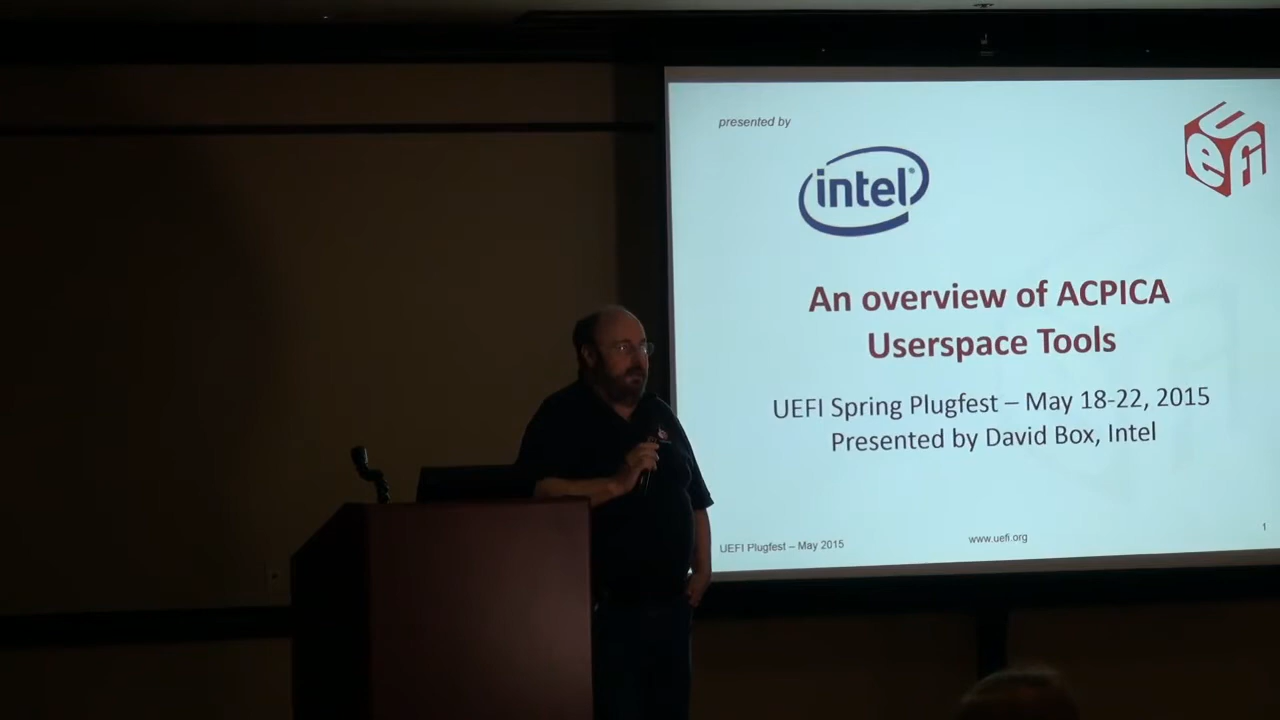 presented by
intel
UEFI
An overview of ACPICA
Userspace Tools
UEFI Spring Plugfest – May 18-22, 2015
Presented by David Box, Intel
UEFI Plugfest – May 2015
www.uefi.org
1